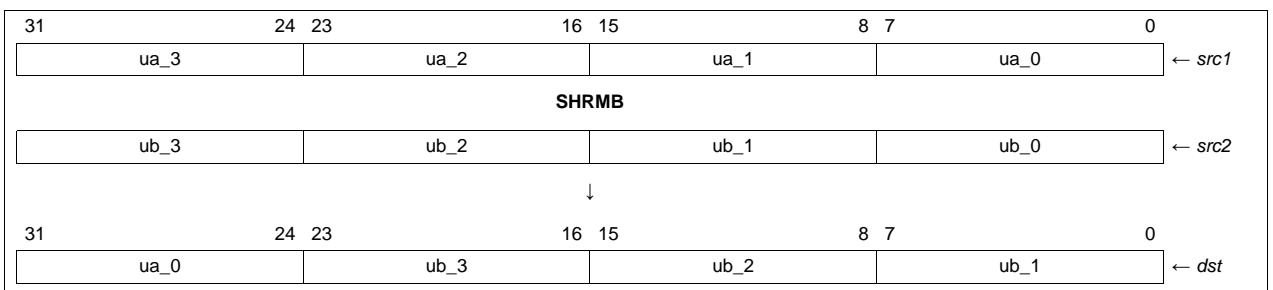 31 24 23 16 15 8 7 0
ua_3 ua_2 ua_1 ua_0 ← src1
SHRMB
ub_3 ub_2 ub_1 ub_0 ← src2
↓
31 24 23 16 15 8 7 0
ua_0 ub_3 ub_2 ub_1 ← dst